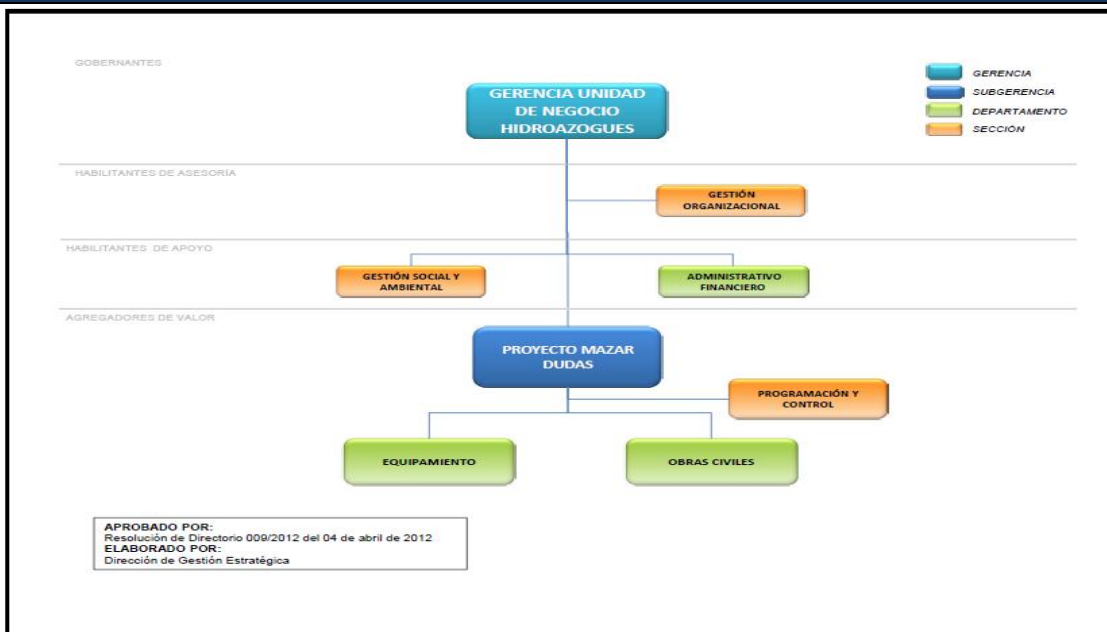 GOBERNANTES
GERENCIA UNIDAD
DE NEGOCIO
HIDROAZOGUES
GERENCIA
SUBGERENCIA
DEPARTAMENTO
SECCIÓN
HABILITANTES DE ASESORÍA
GESTIÓN
ORGANIZACIONAL
HABILITANTES DE APOYO
GESTIÓN SOCIAL Y
AMBIENTAL
ADMINISTRATIVO
FINANCIERO
AGREGADORES DE VALOR
PROYECTO MAZAR
DUDAS
PROGRAMACIÓN Y
CONTROL
EQUIPAMIENTO
OBRAS CIVILES
APROBADO POR:
Resolución de Directorio 009/2012 del 04 de abril de 2012
ELABORADO POR:
Dirección de Gestión Estratégica